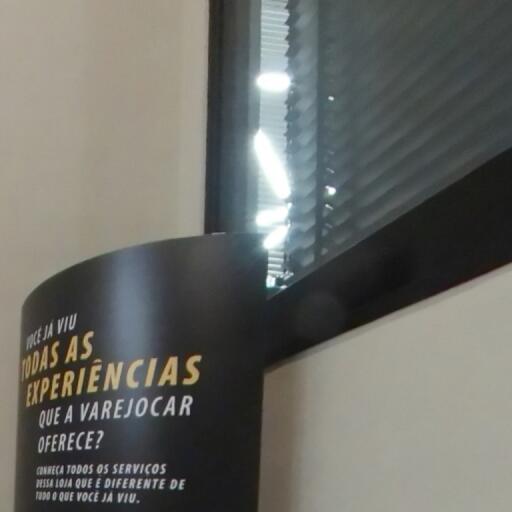 VOCÊ JÁ VIU
TODAS AS
EXPERIÊNCIAS
QUE A VAREJOCAR
OFERECE?
CONHEÇA TODOS OS SERVIÇOS
DESSA LOJA QUE É DIFERENTE DE
TUDO O QUE VOCÊ JÁ VIU.